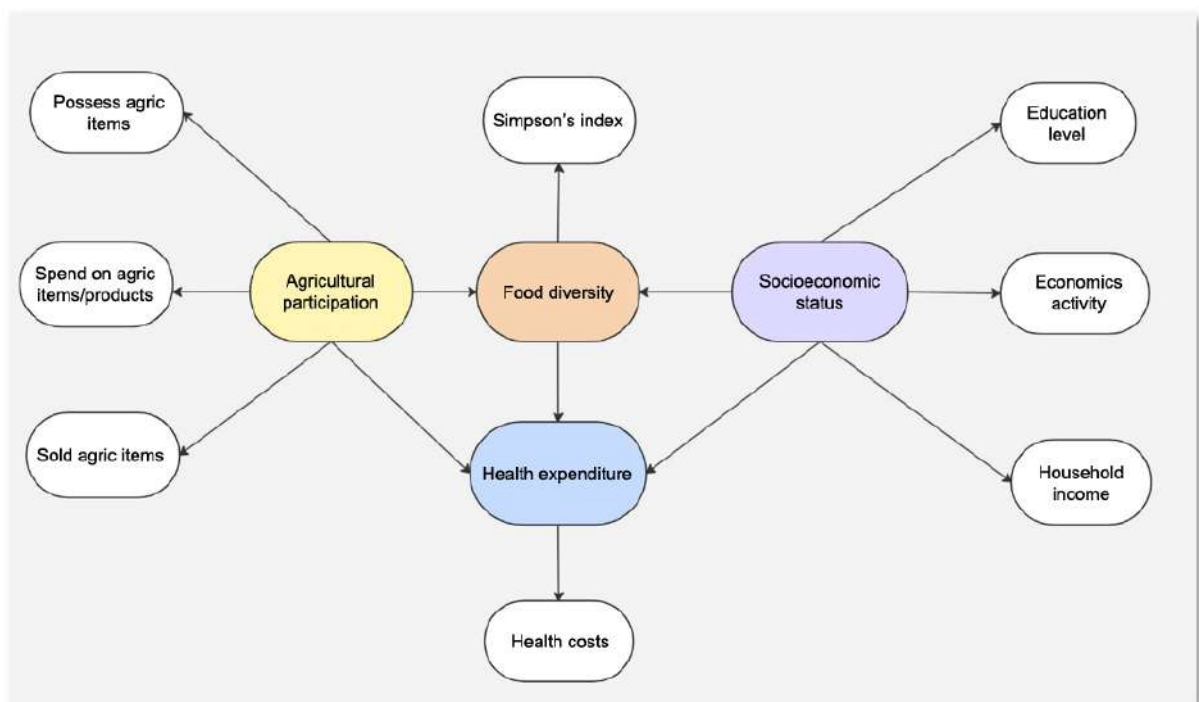 Possess agric
items
Simpson's index
Education
level
Spend on agric
items/products
Agricultural
participation
Food diversity
Socioeconomic
status
Economics
activity
Sold agric items
Health expenditure
Household
income
Health costs